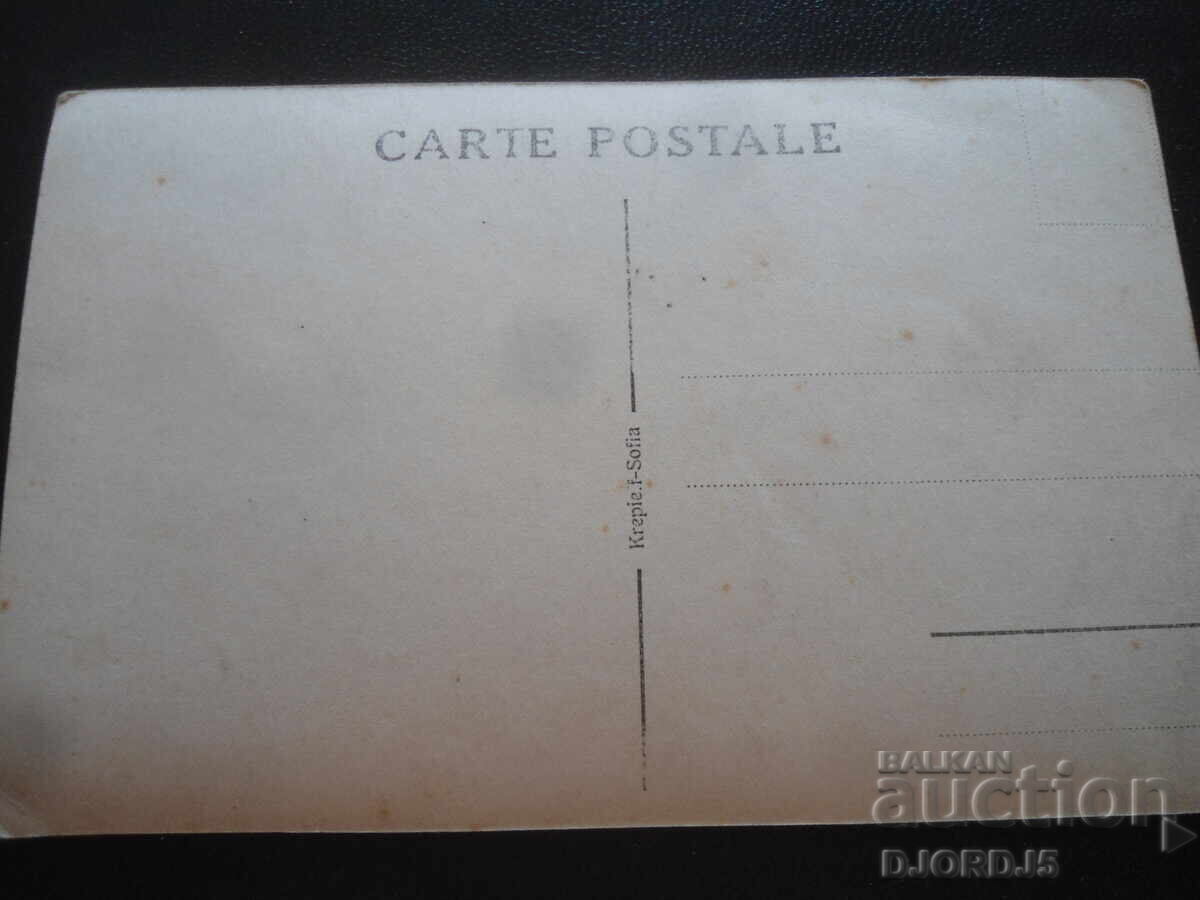 CARTE POSTALE
Krepie.f-Sofia
BALKAN
auction
DJORDJ5